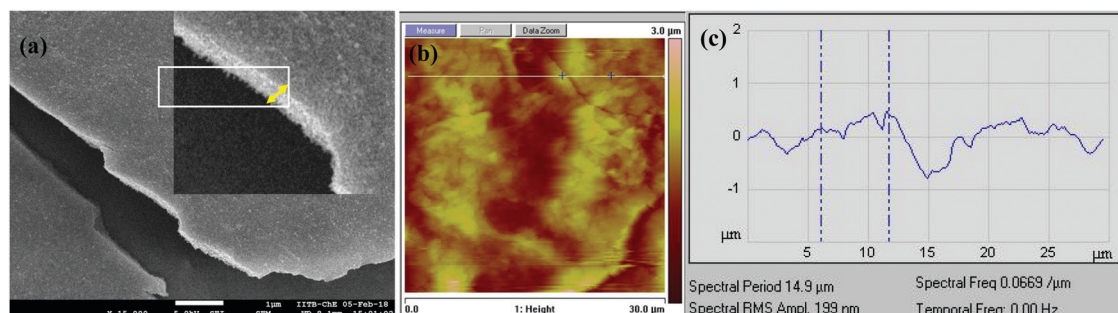 (a)
1μm IITB-ChE 05-Feb-18
Measure Pan Data Zoom 3.0 μm
(b)
0.0 1: Height 30.0 μm
(c)
2
1
0
-1
μm 5 10 15 20 25 μm
Spectral Period 14.9 μm Spectral Freq 0.0669 /μm
Spectral RMS Ampl. 199 nm Temporal Freq: 0.00 Hz